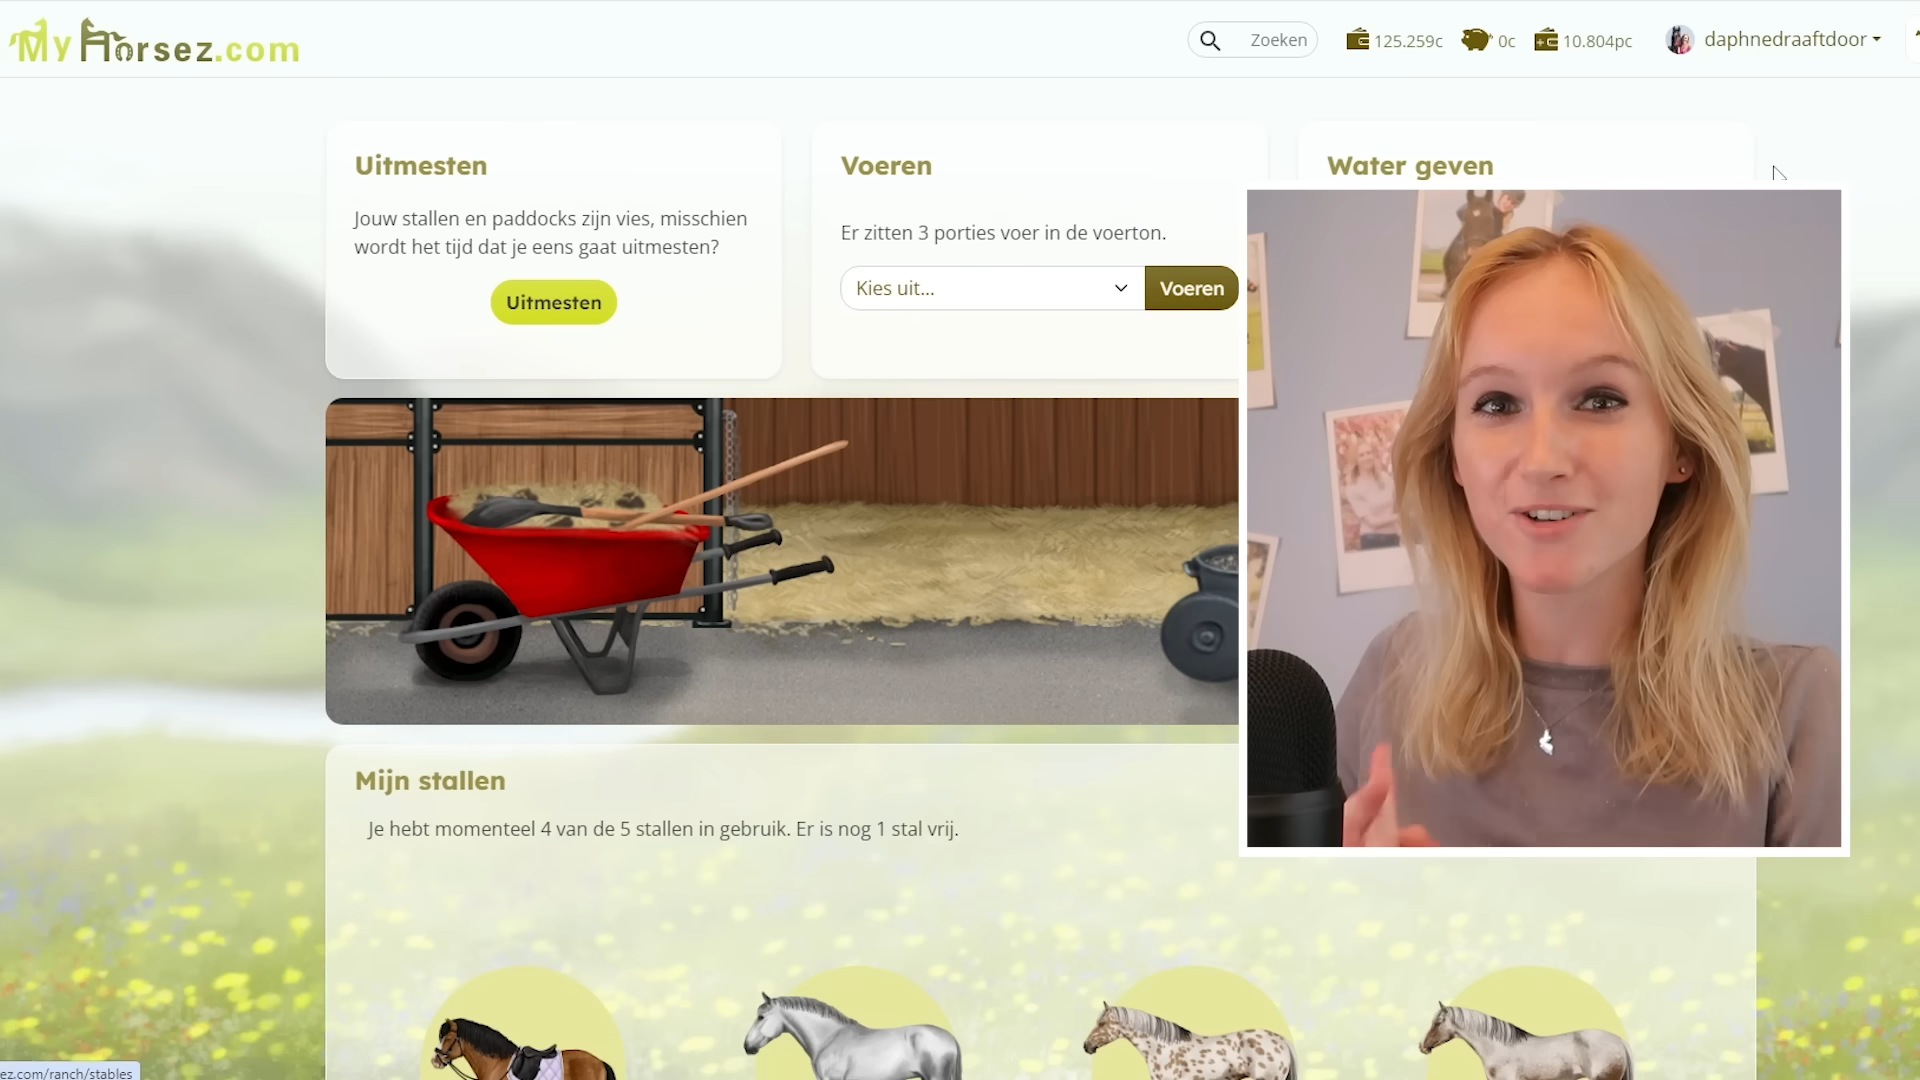 MyHorsez.com
Zoeken
125.259c
0c
10.804pc
daphnedraaftdoor
Uitmesten
Jouw stallen en paddocks zijn vies, misschien
wordt het tijd dat je eens gaat uitmesten?
Uitmesten
Voeren
Er zitten 3 porties voer in de voerton.
Kies uit...
Voeren
Water geven
Mijn stallen
Je hebt momenteel 4 van de 5 stallen in gebruik. Er is nog 1 stal vrij.
ez.com/ranch/stables